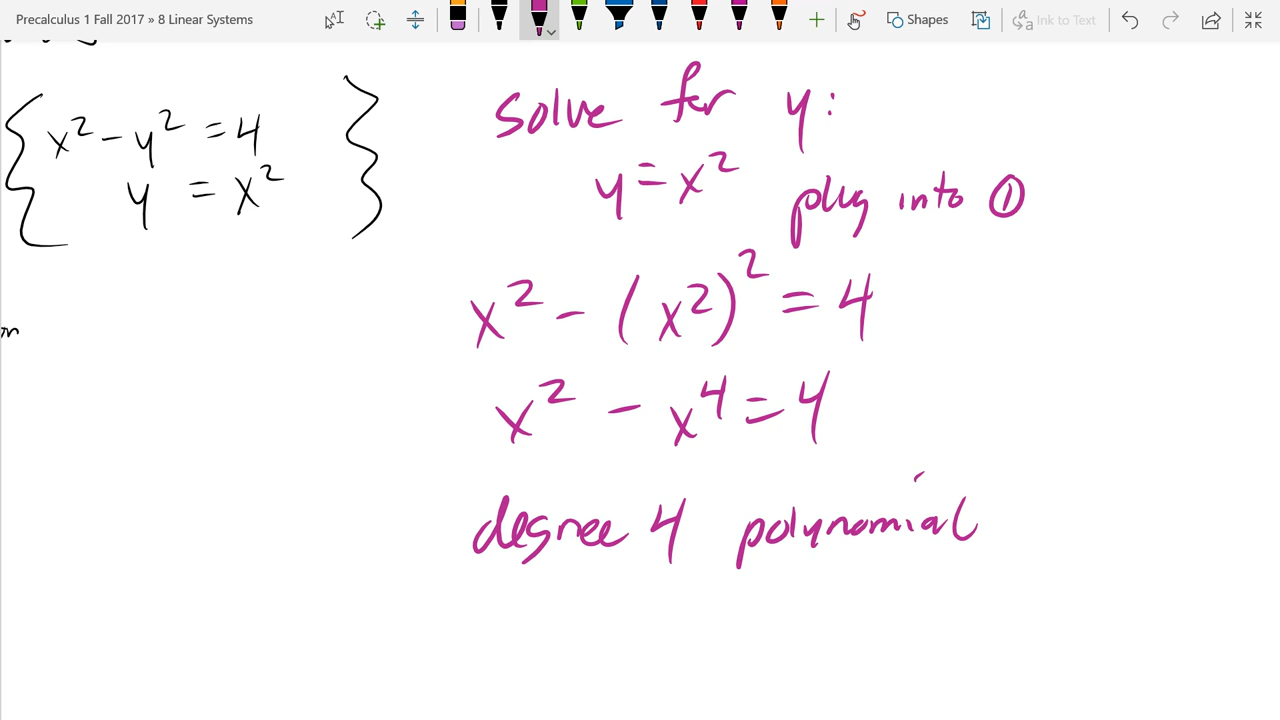 Precalculus 1 Fall 2017 » 8 Linear Systems
Shapes
Ink to Text
x² - y² = 4
y = x²
solve for y:
y = x²
plug into ①
x² - (x²)² = 4
x² - x⁴ = 4
degree 4 polynomial